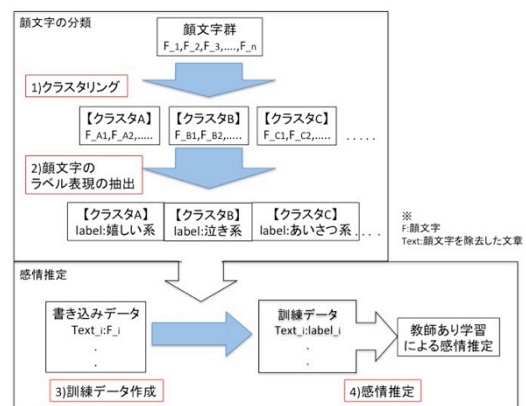 顔文字の分類
顔文字群
F_1,F_2,F_3,....,F_n
1)クラスタリング
【クラスタA】
F_A1,F_A2,.....
【クラスタB】
F_B1,F_B2,.....
【クラスタC】
F_C1,F_C2,.....
.....
2)顔文字の
ラベル表現の抽出
【クラスタA】
label:嬉しい系
【クラスタB】
label:泣き系
【クラスタC】
label:あいさつ系
....
※
F:顔文字
Text:顔文字を除去した文章
感情推定
書き込みデータ
Text_i:F_i
.
.
訓練データ
Text_i:label_i
.
.
教師あり学習
による感情推定
3)訓練データ作成
4)感情推定